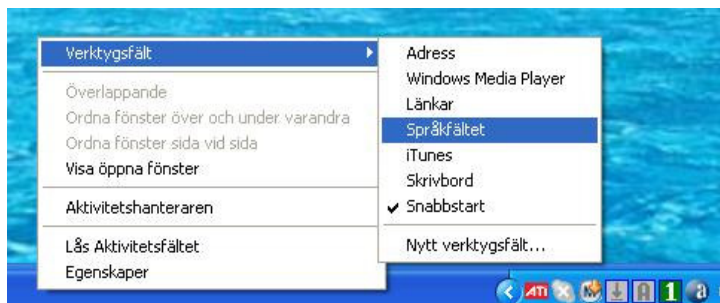 Verktygsfält
Överlappande
Ordna fönster över och under varandra
Ordna fönster sida vid sida
Visa öppna fönster
Aktivitetshanteraren
Lås Aktivitetsfältet
Egenskaper
Adress
Windows Media Player
Länkar
Språkfältet
iTunes
Skrivbord
Snabbstart
Nytt verktygsfält...
ATI A 1 a